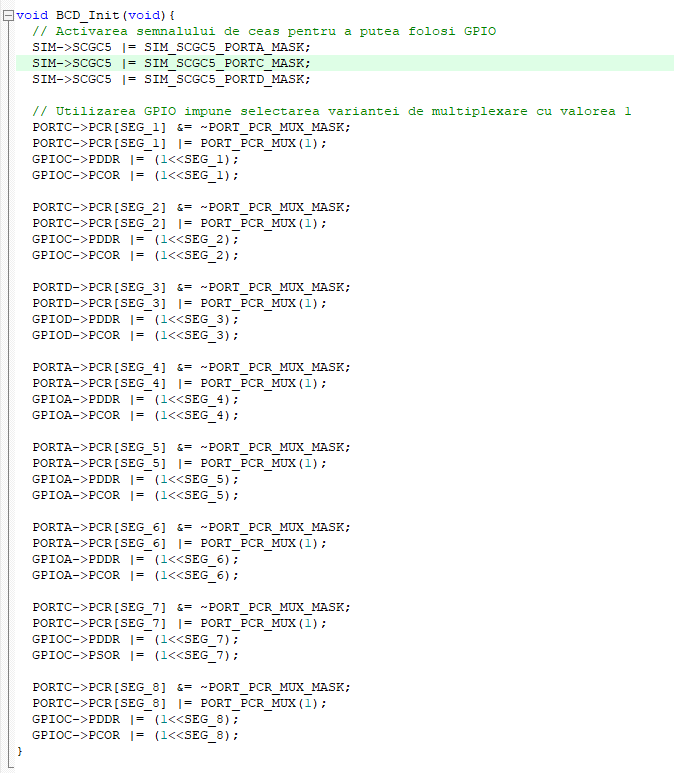 void BCD_Init(void){
  // Activarea semnalului de ceas pentru a putea folosi GPIO
  SIM->SCGC5 |= SIM_SCGC5_PORTA_MASK;
  SIM->SCGC5 |= SIM_SCGC5_PORTC_MASK;
  SIM->SCGC5 |= SIM_SCGC5_PORTD_MASK;

  // Utilizarea GPIO impune selectarea variantei de multiplexare cu valorea 1
  PORTC->PCR[SEG_1] &= ~PORT_PCR_MUX_MASK;
  PORTC->PCR[SEG_1] |= PORT_PCR_MUX(1);
  GPIOC->PDDR |= (1<<SEG_1);
  GPIOC->PCOR |= (1<<SEG_1);

  PORTC->PCR[SEG_2] &= ~PORT_PCR_MUX_MASK;
  PORTC->PCR[SEG_2] |= PORT_PCR_MUX(1);
  GPIOC->PDDR |= (1<<SEG_2);
  GPIOC->PCOR |= (1<<SEG_2);

  PORTD->PCR[SEG_3] &= ~PORT_PCR_MUX_MASK;
  PORTD->PCR[SEG_3] |= PORT_PCR_MUX(1);
  GPIOD->PDDR |= (1<<SEG_3);
  GPIOD->PCOR |= (1<<SEG_3);

  PORTA->PCR[SEG_4] &= ~PORT_PCR_MUX_MASK;
  PORTA->PCR[SEG_4] |= PORT_PCR_MUX(1);
  GPIOA->PDDR |= (1<<SEG_4);
  GPIOA->PCOR |= (1<<SEG_4);

  PORTA->PCR[SEG_5] &= ~PORT_PCR_MUX_MASK;
  PORTA->PCR[SEG_5] |= PORT_PCR_MUX(1);
  GPIOA->PDDR |= (1<<SEG_5);
  GPIOA->PCOR |= (1<<SEG_5);

  PORTA->PCR[SEG_6] &= ~PORT_PCR_MUX_MASK;
  PORTA->PCR[SEG_6] |= PORT_PCR_MUX(1);
  GPIOA->PDDR |= (1<<SEG_6);
  GPIOA->PCOR |= (1<<SEG_6);

  PORTC->PCR[SEG_7] &= ~PORT_PCR_MUX_MASK;
  PORTC->PCR[SEG_7] |= PORT_PCR_MUX(1);
  GPIOC->PDDR |= (1<<SEG_7);
  GPIOC->PSOR |= (1<<SEG_7);

  PORTC->PCR[SEG_8] &= ~PORT_PCR_MUX_MASK;
  PORTC->PCR[SEG_8] |= PORT_PCR_MUX(1);
  GPIOC->PDDR |= (1<<SEG_8);
  GPIOC->PCOR |= (1<<SEG_8);
}